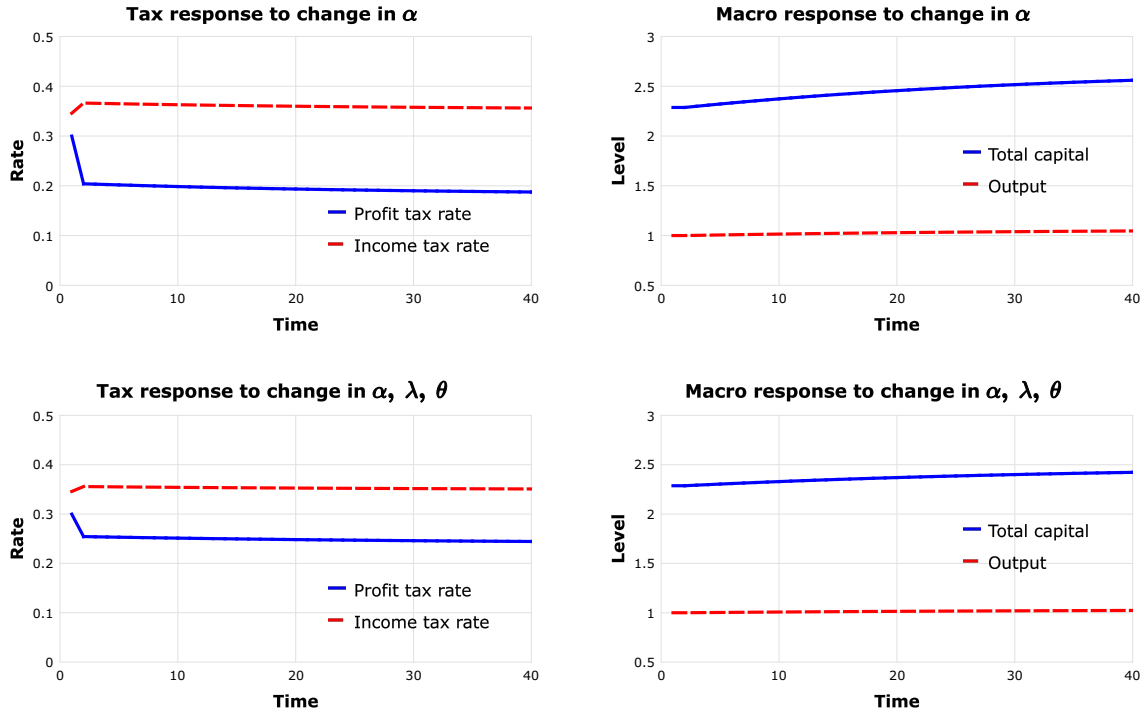 Tax response to change in α
0.5
0.4
0.3
0.2
0.1
0
Rate
0 10 20 30 40
Time
Profit tax rate
Income tax rate
Macro response to change in α
3
2.5
2
1.5
1
0.5
Level
0 10 20 30 40
Time
Total capital
Output
Tax response to change in α, λ, θ
0.5
0.4
0.3
0.2
0.1
0
Rate
0 10 20 30 40
Time
Profit tax rate
Income tax rate
Macro response to change in α, λ, θ
3
2.5
2
1.5
1
0.5
Level
0 10 20 30 40
Time
Total capital
Output